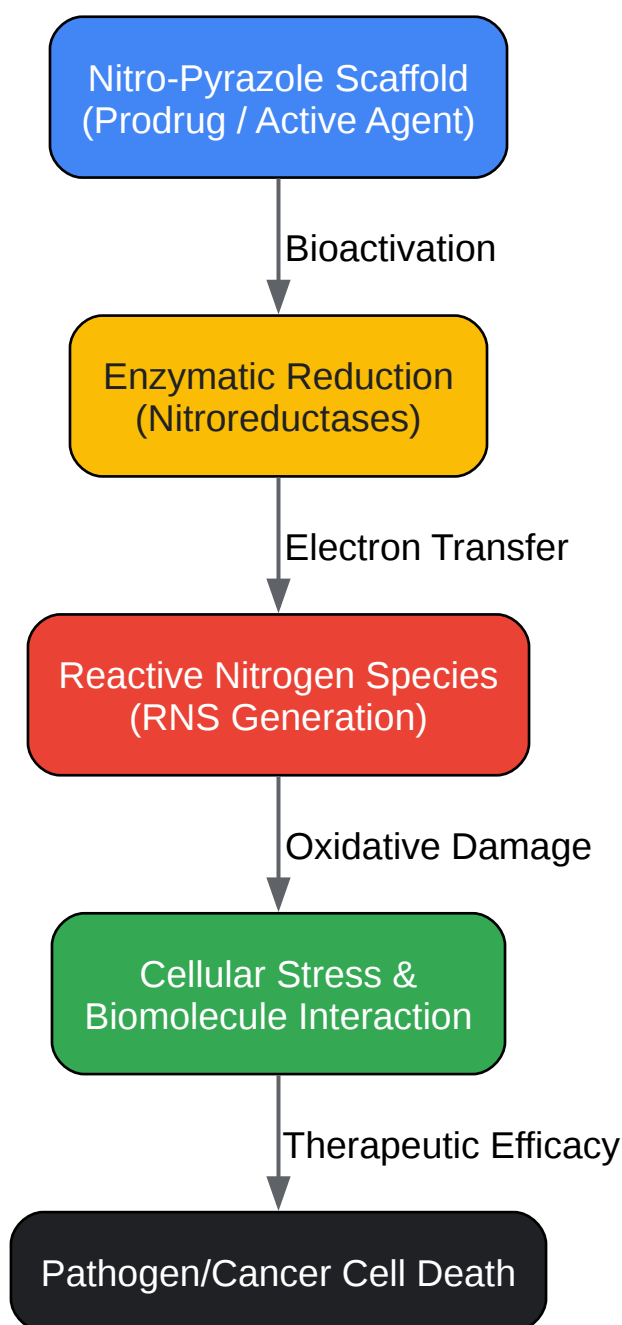 Nitro-Pyrazole Scaffold
(Prodrug / Active Agent)
Bioactivation
Enzymatic Reduction
(Nitroreductases)
Electron Transfer
Reactive Nitrogen Species
(RNS Generation)
Oxidative Damage
Cellular Stress &
Biomolecule Interaction
Therapeutic Efficacy
Pathogen/Cancer Cell Death